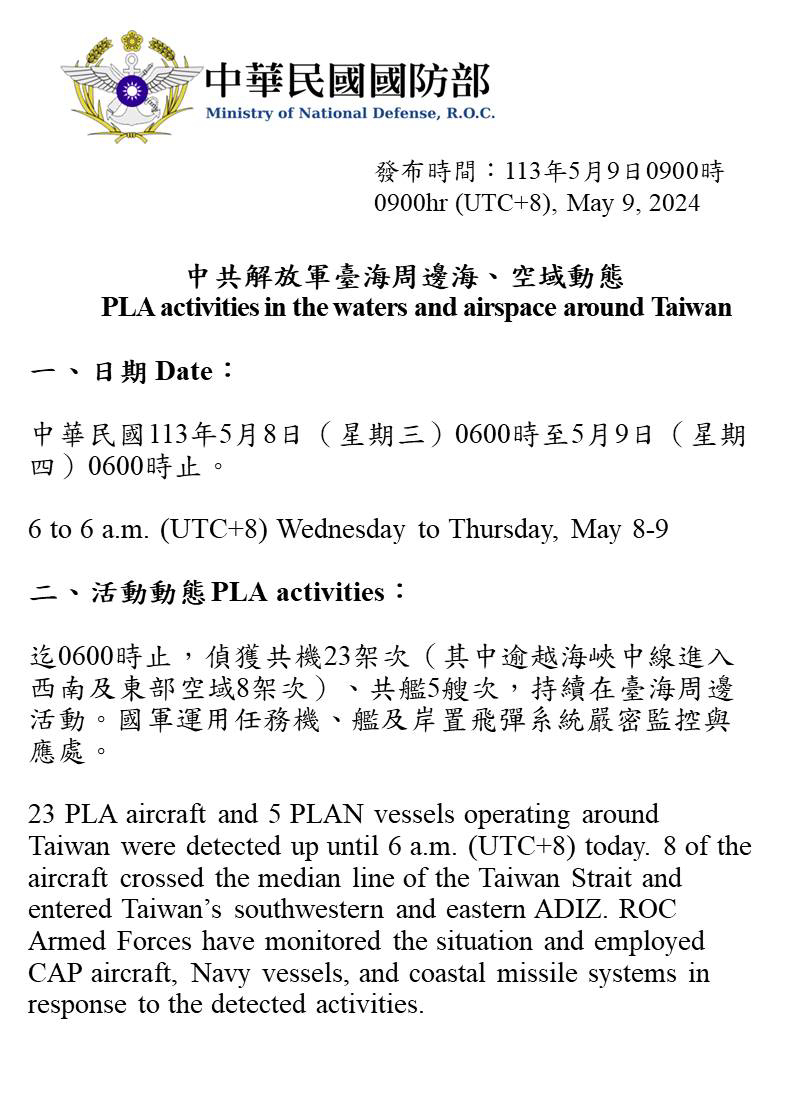 中華民國國防部
Ministry of National Defense, R.O.C.
發布時間：113年5月9日0900時
0900hr (UTC+8), May 9, 2024
中共解放軍臺海周邊海、空域動態
PLA activities in the waters and airspace around Taiwan
一、日期 Date：
中華民國113年5月8日（星期三）0600時至5月9日（星期
四）0600時止。
6 to 6 a.m. (UTC+8) Wednesday to Thursday, May 8-9
二、活動動態 PLA activities：
迄0600時止，偵獲共機23架次（其中逾越海峽中線進入
西南及東部空域8架次）、共艦5艘次，持續在臺海周邊
活動。國軍運用任務機、艦及岸置飛彈系統嚴密監控與
應處。
23 PLA aircraft and 5 PLAN vessels operating around
Taiwan were detected up until 6 a.m. (UTC+8) today. 8 of the
aircraft crossed the median line of the Taiwan Strait and
entered Taiwan’s southwestern and eastern ADIZ. ROC
Armed Forces have monitored the situation and employed
CAP aircraft, Navy vessels, and coastal missile systems in
response to the detected activities.